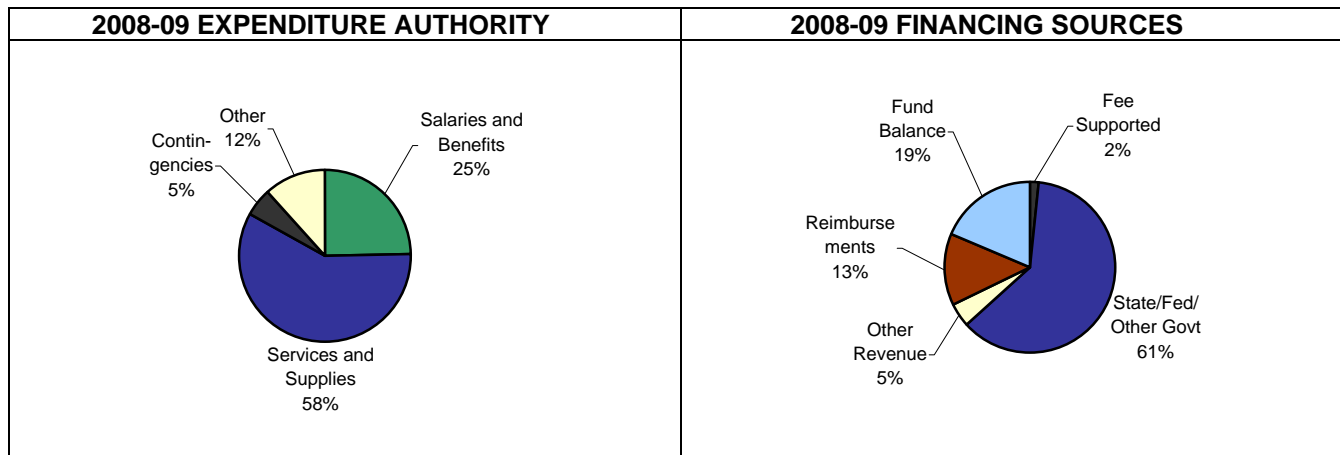 2008-09 EXPENDITURE AUTHORITY
Other
12%
Contin-
gencies
5%
Salaries and
Benefits
25%
Services and
Supplies
58%
2008-09 FINANCING SOURCES
Fund
Balance
19%
Fee
Supported
2%
Reimburse
ments
13%
Other
Revenue
5%
State/Fed/
Other Govt
61%